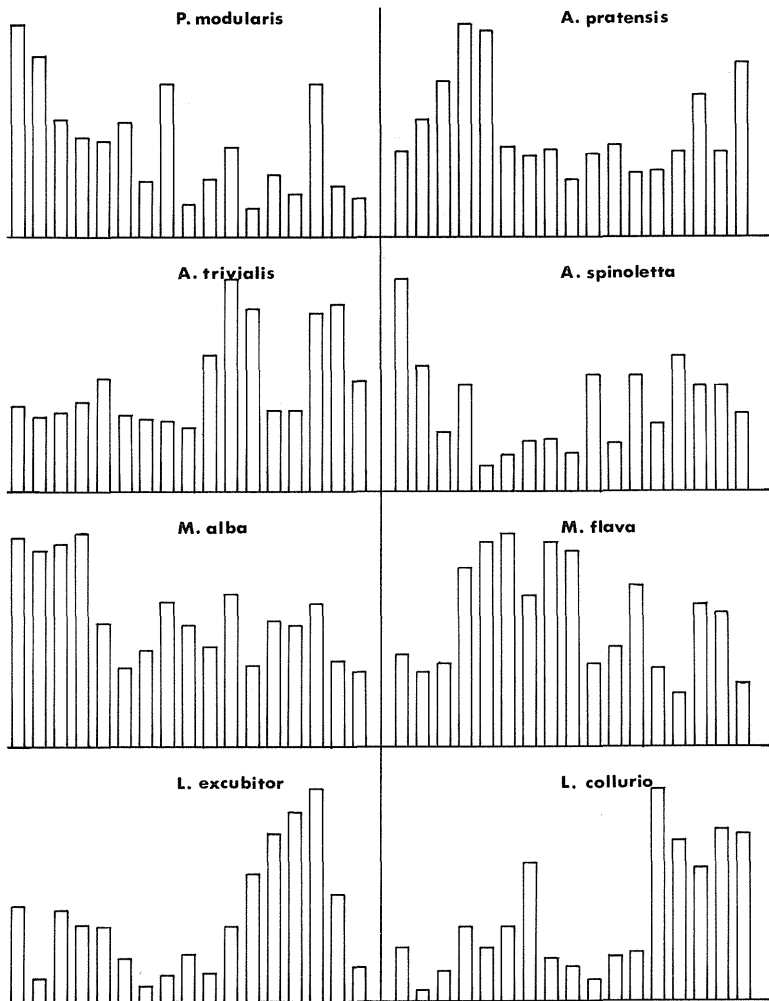 P. modularis
A. pratensis
A. trivialis
A. spinoletta
M. alba
M. flava
L. excubitor
L. collurio